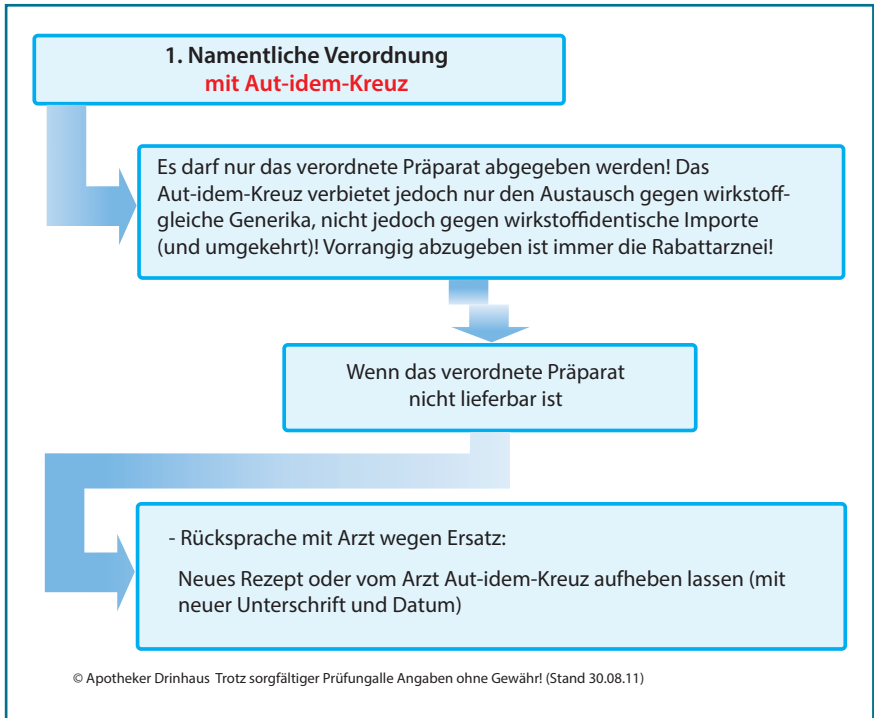 1. Namentliche Verordnung
mit Aut-idem-Kreuz
Es darf nur das verordnete Präparat abgegeben werden! Das
Aut-idem-Kreuz verbietet jedoch nur den Austausch gegen wirkstoff-
gleiche Generika, nicht jedoch gegen wirkstoffidentische Importe
(und umgekehrt)! Vorrangig abzugeben ist immer die Rabattarznei!
Wenn das verordnete Präparat
nicht lieferbar ist
- Rücksprache mit Arzt wegen Ersatz:
Neues Rezept oder vom Arzt Aut-idem-Kreuz aufheben lassen (mit
neuer Unterschrift und Datum)
© Apotheker Drinhaus Trotz sorgfältiger Prüfungalle Angaben ohne Gewähr! (Stand 30.08.11)